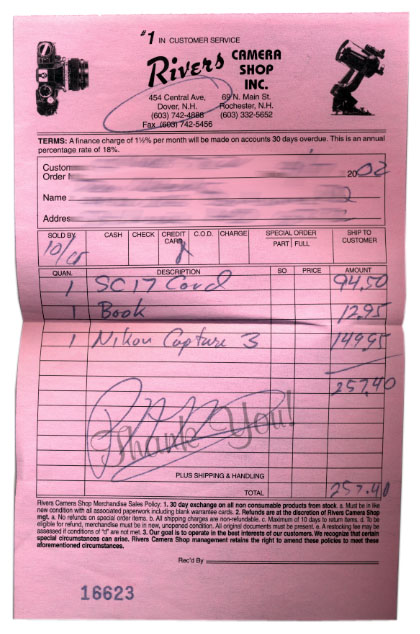 #1 IN CUSTOMER SERVICE
Rivers CAMERA SHOP INC.
454 Central Ave, 69 N. Main St
Dover, N.H. Rochester, N.H.
(603) 742-4888 (603) 332-5652
Fax (603) 742-5456
TERMS: A finance charge of 1½% per month will be made on accounts 30 days overdue. This is an annual
percentage rate of 18%.
Custom
Order 2002
Name
Addres
SOLD BY CASH CHECK CREDIT CARD C.O.D. CHARGE SPECIAL ORDER PART FULL SHIP TO CUSTOMER
QUAN. DESCRIPTION SO PRICE AMOUNT
1 SC17 Cord 94.50
1 Book 12.95
1 Nikon Capture 3 149.95
257.40
Thank You!
PLUS SHIPPING & HANDLING
TOTAL 257.40
Rivers Camera Shop Merchandise Sales Policy: 1. 30 day exchange on all non consumable products from stock. a. Must be in like
new condition with all associated paperwork including blank warrantee cards. 2. Refunds are at the discretion of Rivers Camera Shop
mgt. a. No refunds on special order items. b. All shipping charges are non-refundable. c. Maximum of 10 days to return items. d. To be
eligible for refund, merchandise must be in new, unopened condition. All original documents must be present. e. A restocking fee may be
assessed if conditions of "d" are not met. 3. Our goal is to operate in the best interests of our customers. We recognize that certain
special circumstances can arise. Rivers Camera Shop management retains the right to amend these policies to meet these
aforementioned circumstances.
Rec'd By
16623